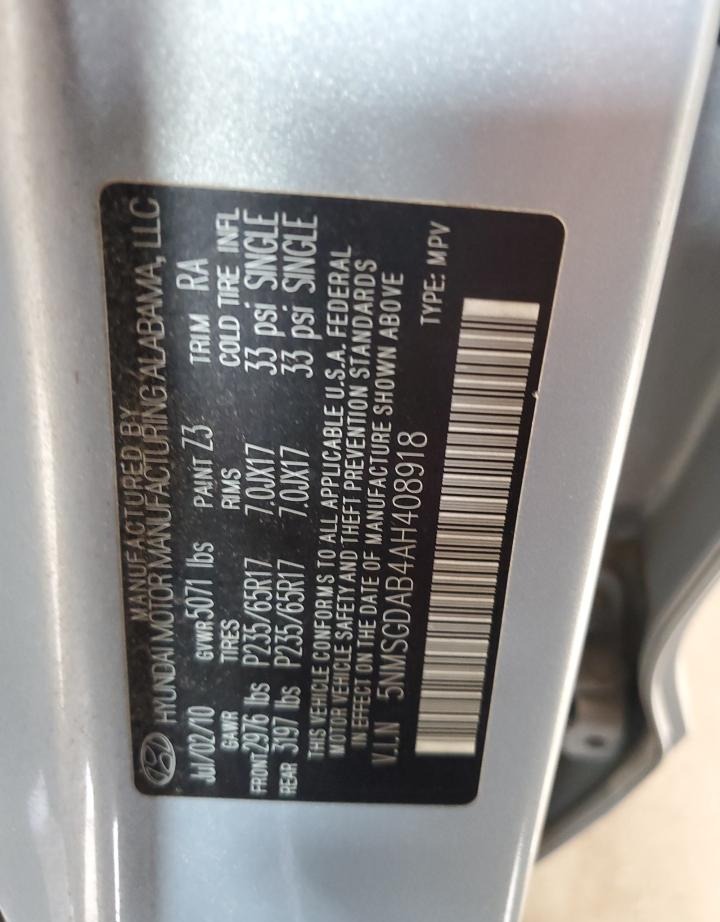 MANUFACTURED BY
HYUNDAI MOTOR MANUFACTURING ALABAMA, LLC
Jul/02/10 GVWR 5071 lbs PAINT Z3 TRIM RA
GAWR TIRES RIMS COLD TIRE INFL
FRONT 2976 lbs P235/65R17 7.0JX17 33 psi SINGLE
REAR 3197 lbs P235/65R17 7.0JX17 33 psi SINGLE
THIS VEHICLE CONFORMS TO ALL APPLICABLE U.S.A. FEDERAL
MOTOR VEHICLE SAFETY AND THEFT PREVENTION STANDARDS
IN EFFECT ON THE DATE OF MANUFACTURE SHOWN ABOVE
V.I.N 5NMSGDAB4AH408918
TYPE: MPV